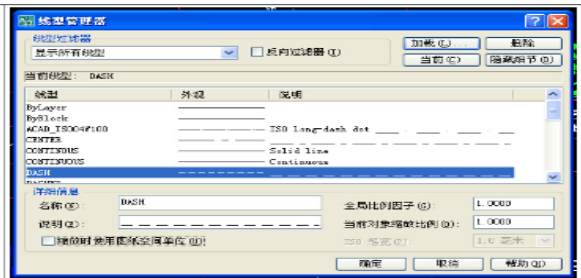 线型管理器
线型过滤器
显示所有线型
反向过滤器(I)
加载(L)...
删除
当前(C)
隐藏细节(D)
当前线型: DASH
线型 外观 说明
ByLayer
ByBlock
ACAD_ISO04W100 ISO long-dash dot
CENTER
CONTINOUS Solid line
CONTINUOUS Continuous
DASH
详细信息
名称(N): DASH 全局比例因子(G): 1.0000
说明(E): 当前对象缩放比例(O): 1.0000
缩放时使用图纸空间单位(U) ISO 笔宽(P): 1.0 毫米
确定 取消 帮助(H)